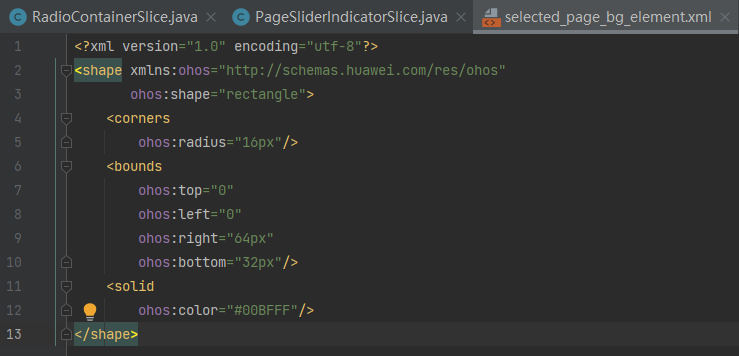 RadioContainerSlice.java PageSliderIndicatorSlice.java selected_page_bg_element.xml
1 <?xml version="1.0" encoding="utf-8"?>
2 <shape xmlns:ohos="http://schemas.huawei.com/res/ohos"
3 ohos:shape="rectangle">
4 <corners
5 ohos:radius="16px"/>
6 <bounds
7 ohos:top="0"
8 ohos:left="0"
9 ohos:right="64px"
10 ohos:bottom="32px"/>
11 <solid
12 ohos:color="#00BFFF"/>
13 </shape>